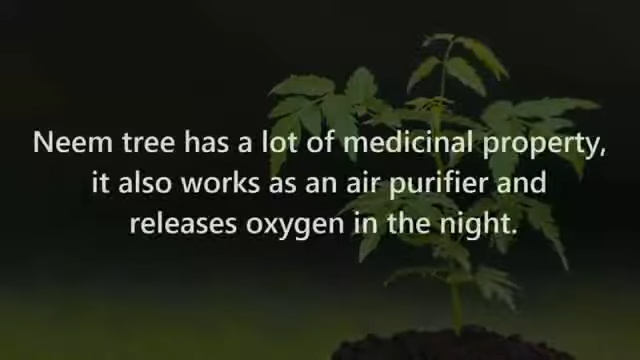 Neem tree has a lot of medicinal property,
it also works as an air purifier and
releases oxygen in the night.